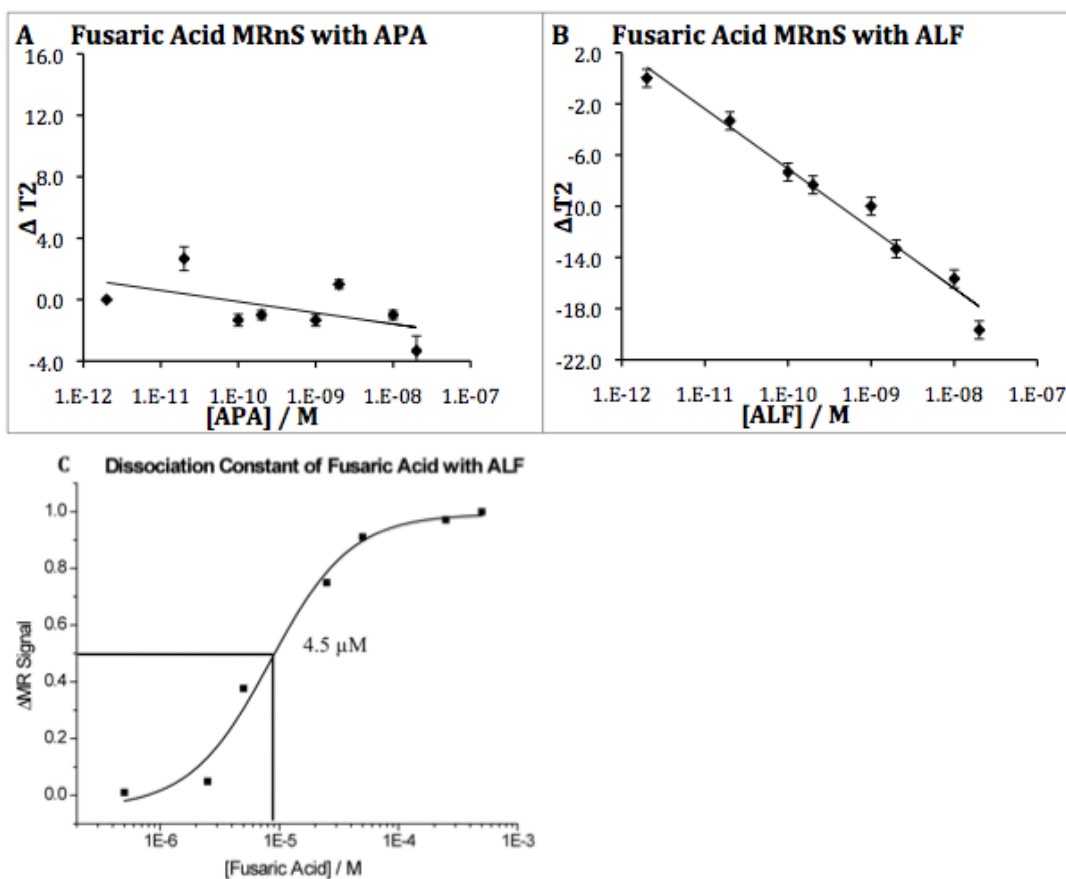 A Fusaric Acid MRnS with APA
16.0
12.0
8.0
4.0
0.0
-4.0
Δ T2
1.E-12 1.E-11 1.E-10 1.E-09 1.E-08 1.E-07
[APA] / M
B Fusaric Acid MRnS with ALF
2.0
-2.0
-6.0
-10.0
-14.0
-18.0
-22.0
Δ T2
1.E-12 1.E-11 1.E-10 1.E-09 1.E-08 1.E-07
[ALF] / M
C Dissociation Constant of Fusaric Acid with ALF
1.0
0.8
0.6
0.4
0.2
0.0
ΔMR Signal
4.5 µM
1E-6 1E-5 1E-4 1E-3
[Fusaric Acid] / M